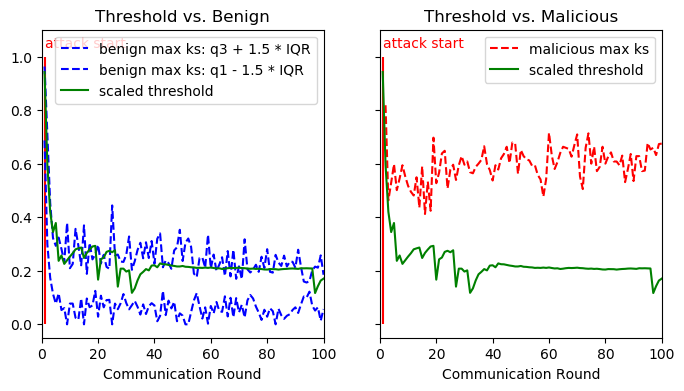 Threshold vs. Benign
attack start
benign max ks: q3 + 1.5 * IQR
benign max ks: q1 - 1.5 * IQR
scaled threshold
1.0
0.8
0.6
0.4
0.2
0.0
0
20
40
60
80
100
Communication Round
Threshold vs. Malicious
attack start
malicious max ks
scaled threshold
0
20
40
60
80
100
Communication Round